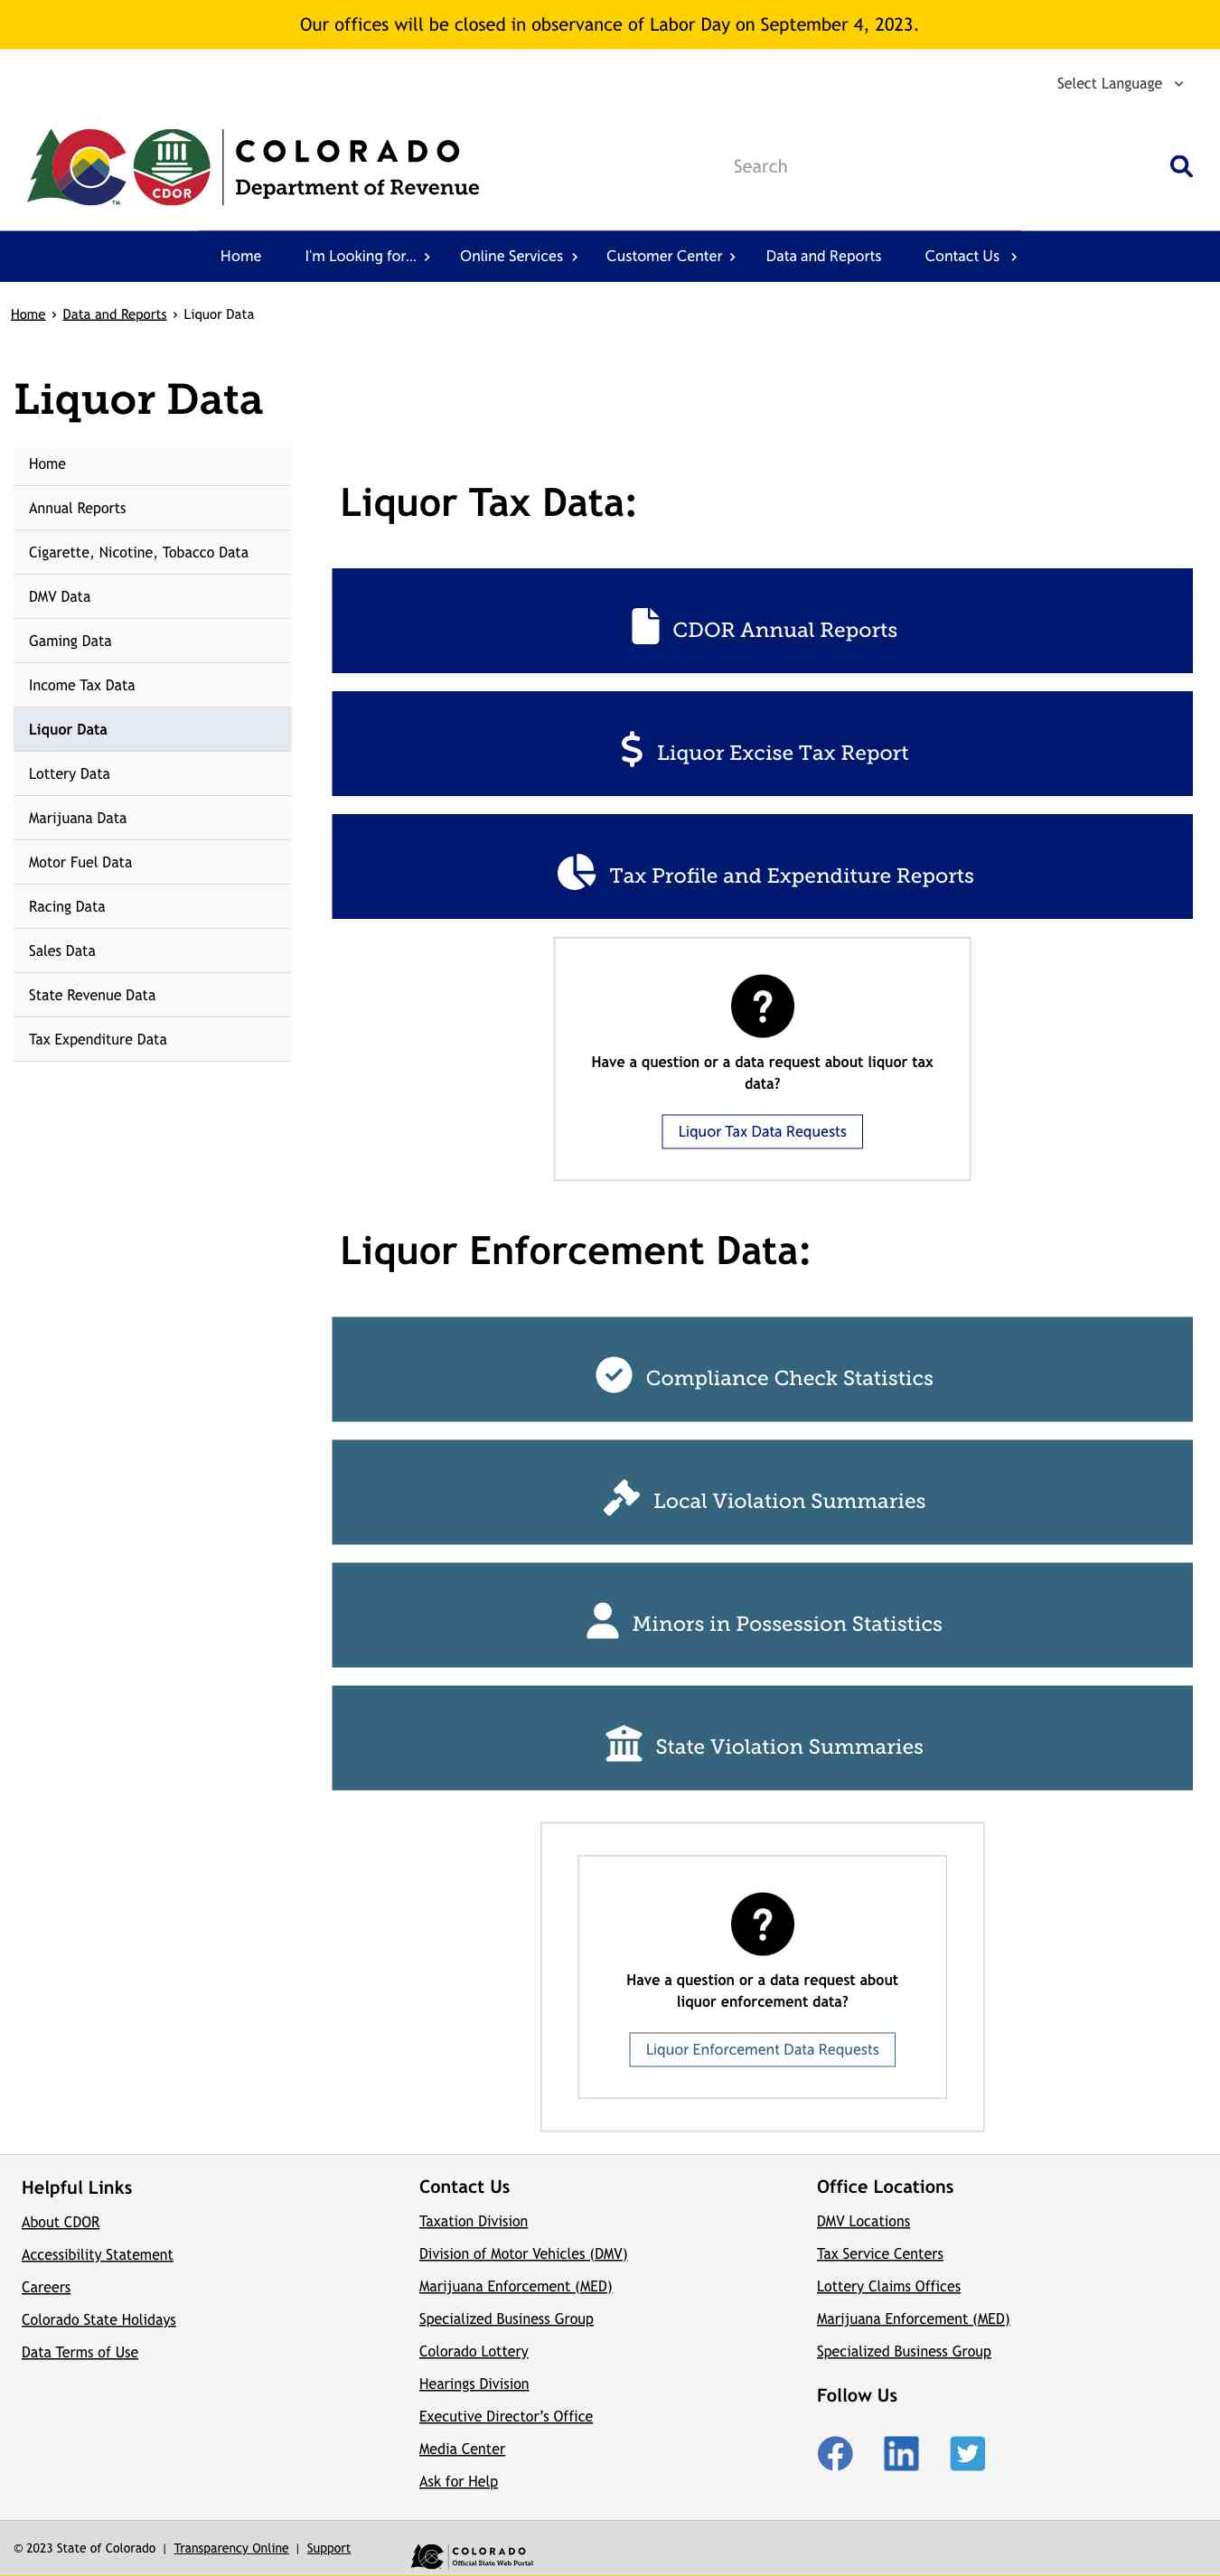 Our offices will be closed in observance of Labor Day on September 4, 2023.
Select Language
CDOR
TM
COLORADO
Department of Revenue
Search
Home
I'm Looking for...
Online Services
Customer Center
Data and Reports
Contact Us
Home › Data and Reports › Liquor Data
Liquor Data
Home
Annual Reports
Cigarette, Nicotine, Tobacco Data
DMV Data
Gaming Data
Income Tax Data
Liquor Data
Lottery Data
Marijuana Data
Motor Fuel Data
Racing Data
Sales Data
State Revenue Data
Tax Expenditure Data
Liquor Tax Data:
CDOR Annual Reports
Liquor Excise Tax Report
Tax Profile and Expenditure Reports
Have a question or a data request about liquor tax
data?
Liquor Tax Data Requests
Liquor Enforcement Data:
Compliance Check Statistics
Local Violation Summaries
Minors in Possession Statistics
State Violation Summaries
Have a question or a data request about
liquor enforcement data?
Liquor Enforcement Data Requests
Helpful Links
About CDOR
Accessibility Statement
Careers
Colorado State Holidays
Data Terms of Use
Contact Us
Taxation Division
Division of Motor Vehicles (DMV)
Marijuana Enforcement (MED)
Specialized Business Group
Colorado Lottery
Hearings Division
Executive Director's Office
Media Center
Ask for Help
Office Locations
DMV Locations
Tax Service Centers
Lottery Claims Offices
Marijuana Enforcement (MED)
Specialized Business Group
Follow Us
© 2023 State of Colorado | Transparency Online | Support
COLORADO
Official State Web Portal